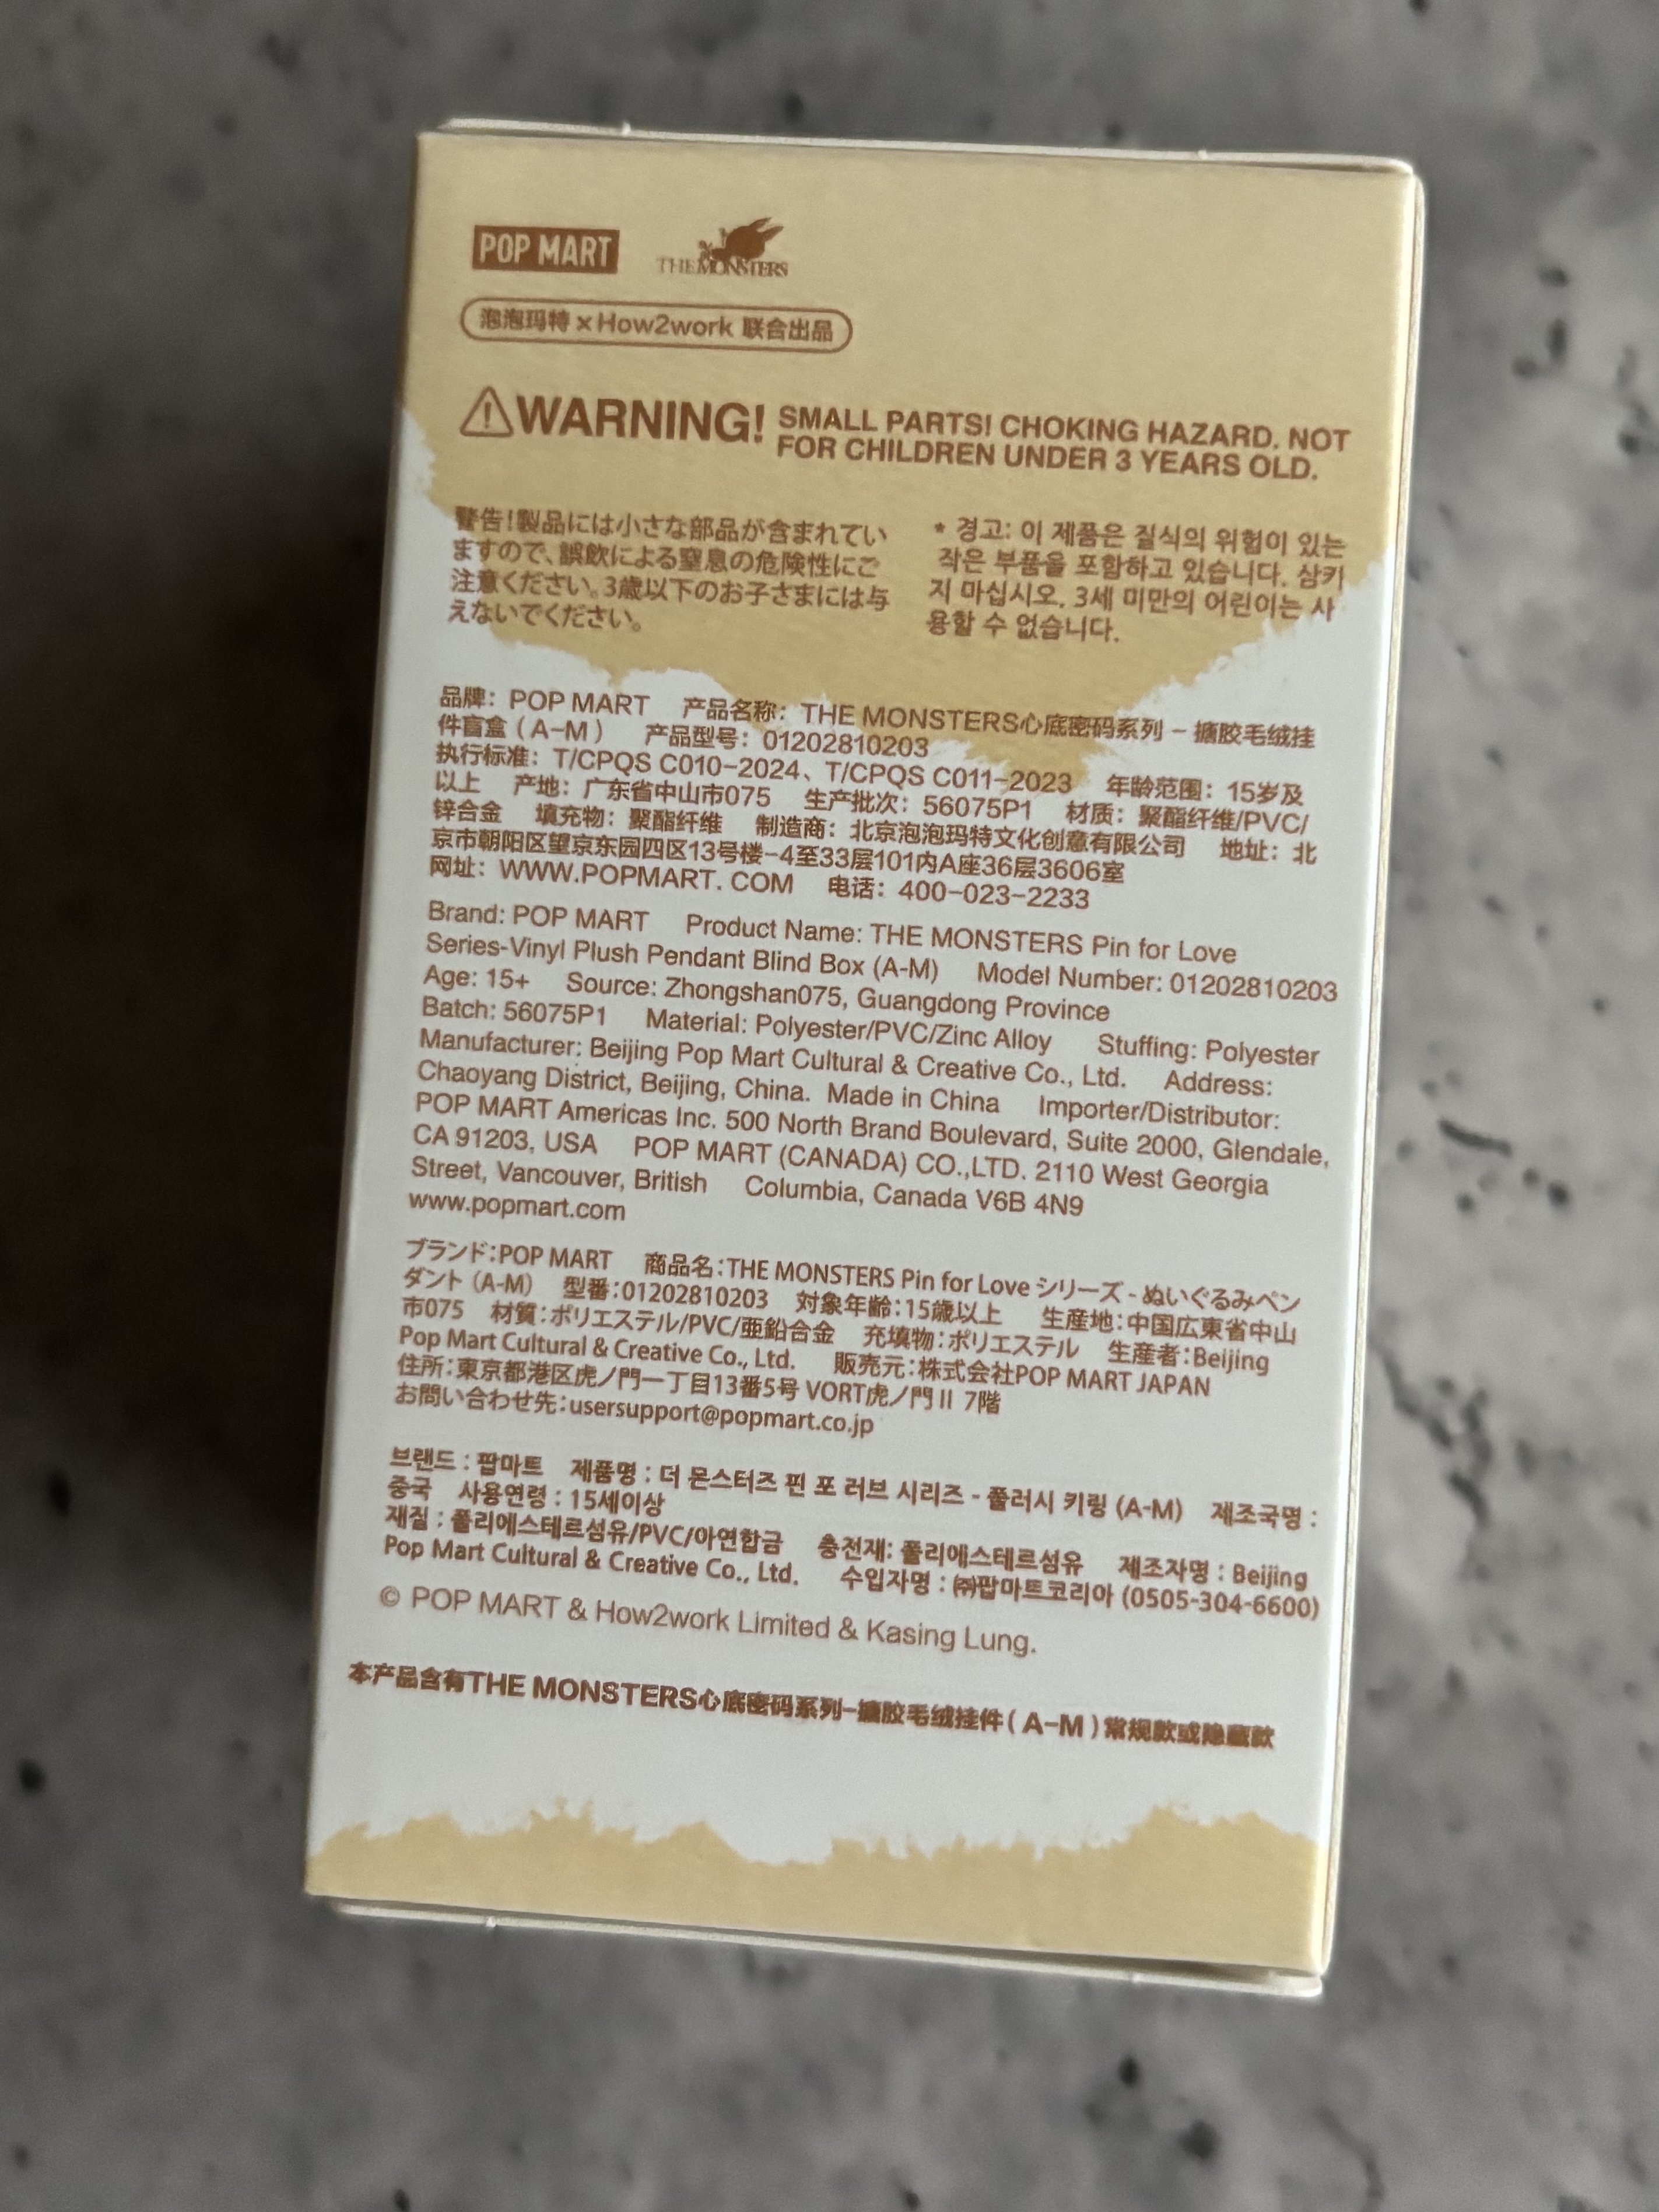 POP MART
THE MONSTERS
泡泡玛特 × How2work 联合出品
WARNING! SMALL PARTS! CHOKING HAZARD. NOT
FOR CHILDREN UNDER 3 YEARS OLD.
警告!製品には小さな部品が含まれてい
ますので、誤飲による窒息の危険性にご
注意ください。3歳以下のお子さまには与
えないでください。
* 경고: 이 제품은 질식의 위험이 있는
작은 부품을 포함하고 있습니다. 삼키
지 마십시오. 3세 미만의 어린이는 사
용할 수 없습니다.
品牌：POP MART 产品名称：THE MONSTERS心底密码系列－搪胶毛绒挂
件盲盒（A-M） 产品型号：01202810203
执行标准：T/CPQS C010-2024、T/CPQS C011-2023 年龄范围：15岁及
以上 产地：广东省中山市075 生产批次：56075P1 材质：聚酯纤维/PVC/
锌合金 填充物：聚酯纤维 制造商：北京泡泡玛特文化创意有限公司 地址：北
京市朝阳区望京东园四区13号楼-4至33层101内A座36层3606室
网址：WWW.POPMART. COM 电话：400-023-2233
Brand: POP MART Product Name: THE MONSTERS Pin for Love
Series-Vinyl Plush Pendant Blind Box (A-M) Model Number: 01202810203
Age: 15+ Source: Zhongshan075, Guangdong Province
Batch: 56075P1 Material: Polyester/PVC/Zinc Alloy Stuffing: Polyester
Manufacturer: Beijing Pop Mart Cultural & Creative Co., Ltd. Address:
Chaoyang District, Beijing, China. Made in China Importer/Distributor:
POP MART Americas Inc. 500 North Brand Boulevard, Suite 2000, Glendale,
CA 91203, USA POP MART (CANADA) CO.,LTD. 2110 West Georgia
Street, Vancouver, British Columbia, Canada V6B 4N9
www.popmart.com
ブランド:POP MART 商品名:THE MONSTERS Pin for Love シリーズ - ぬいぐるみペン
ダント (A-M) 型番:01202810203 対象年齢:15歳以上 生産地:中国広東省中山
市075 材質:ポリエステル/PVC/亜鉛合金 充填物:ポリエステル 生産者:Beijing
Pop Mart Cultural & Creative Co., Ltd. 販売元:株式会社POP MART JAPAN
住所:東京都港区虎ノ門一丁目13番5号 VORT虎ノ門Ⅱ 7階
お問い合わせ先:usersupport@popmart.co.jp
브랜드 : 팝마트 제품명 : 더 몬스터즈 핀 포 러브 시리즈 - 플러시 키링 (A-M) 제조국명 :
중국 사용연령 : 15세이상
재질 : 폴리에스테르섬유/PVC/아연합금 충전재: 폴리에스테르섬유 제조자명 : Beijing
Pop Mart Cultural & Creative Co., Ltd. 수입자명 : ㈜팝마트코리아 (0505-304-6600)
© POP MART & How2work Limited & Kasing Lung.
本产品含有THE MONSTERS心底密码系列-搪胶毛绒挂件（A-M）常规款或隐藏款